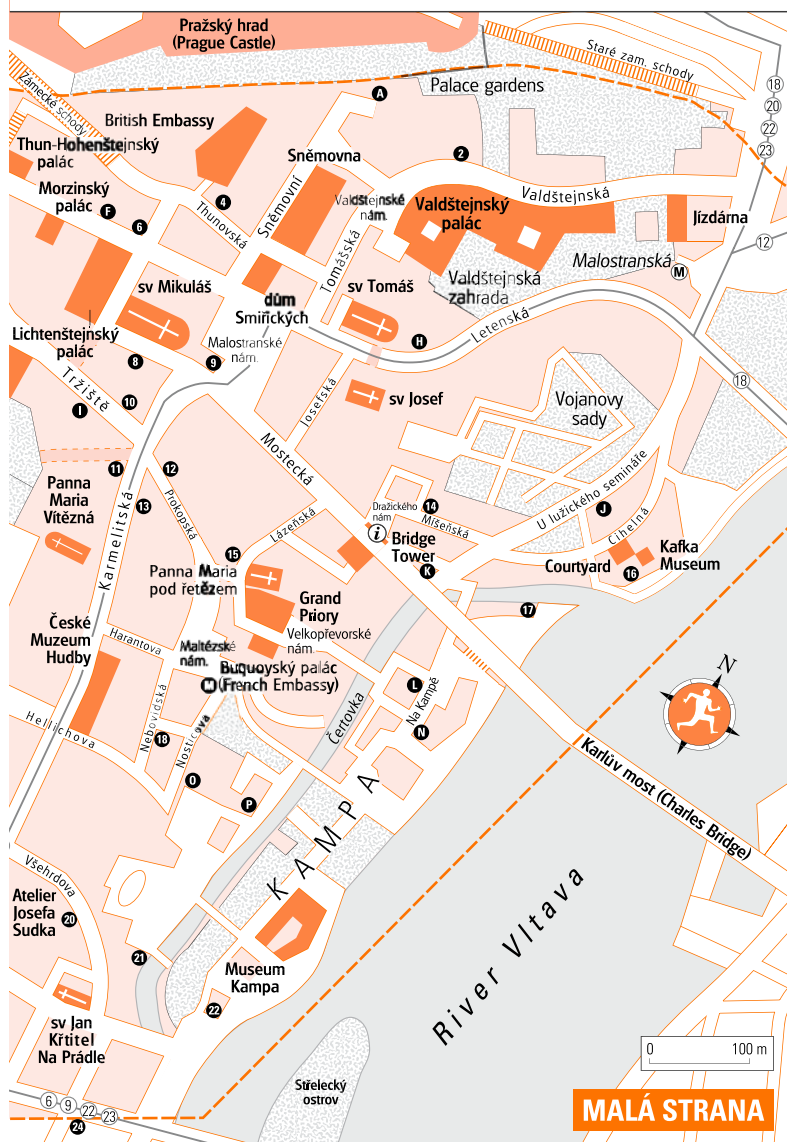 Pražský hrad
(Prague Castle)
Staré zam. schody
Palace gardens
Zámecké schody
A
18
20
22
23
British Embassy
Thun-Hohenštejnský
palác
Sněmovna
2
Morzinský
palác
F
6
4
Thunovská
Sněmovní
Valdštejnské
nám.
Valdštejnský
palác
Valdštejnská
Jízdárna
12
Tomášská
Malostranská
M
sv Mikuláš
sv Tomáš
Valdštejnská
zahrada
dům
Smiřických
Lichtenštejnský
palác
Malostranské
nám.
H
Letenská
8
9
18
Tržiště
I
10
Josefská
sv Josef
Vojanovy
sady
Mostecká
11
12
13
Panna
Maria
Vítězná
Karmelitská
Prokopská
Lázeňská
Dražického
nám
i
14
Míšeňská
U lužického semináře
J
Cihelná
Bridge
Tower
K
Courtyard
16
Kafka
Museum
15
Panna Maria
pod řetězem
Grand
Priory
17
České
Muzeum
Hudby
Harantova
Maltézské
nám.
Velkopřevorské
nám.
M
Buquoyský palác
(French Embassy)
L
Na Kampě
N
Čertovka
N
Hellichova
Nebovidská
18
Nosticova
O
P
Karlův most (Charles Bridge)
KAMPA
Všehrdova
Atelier
Josefa
Sudka
20
21
River Vltava
Museum
Kampa
22
sv Jan
Křtitel
Na Prádle
0 100 m
Střelecký
ostrov
6
9
22
23
24
MALÁ STRANA